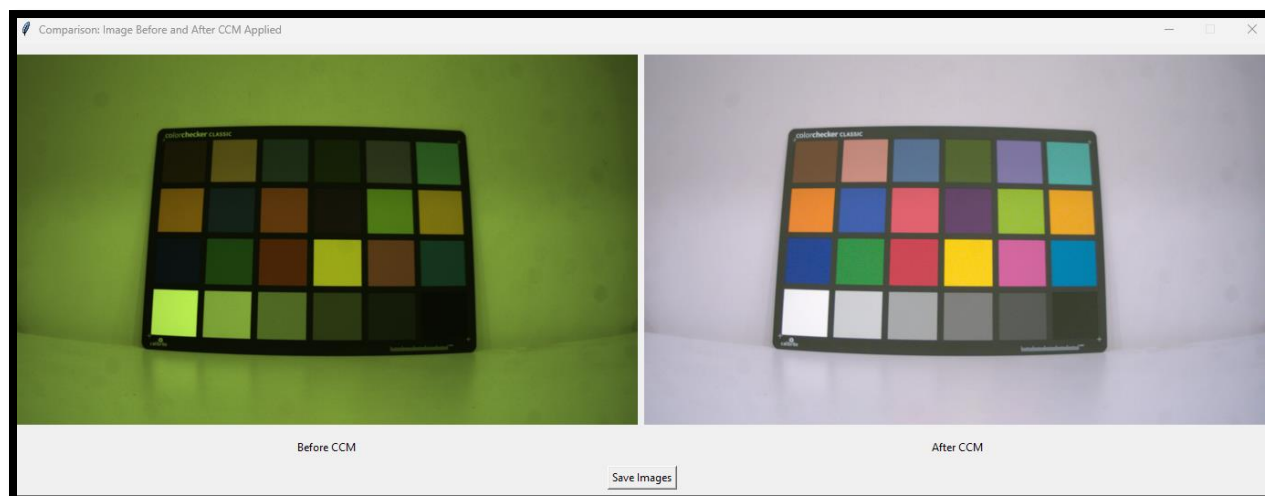 Comparison: Image Before and After CCM Applied
colorchecker CLASSIC
colorchecker CLASSIC
Before CCM
After CCM
Save Images